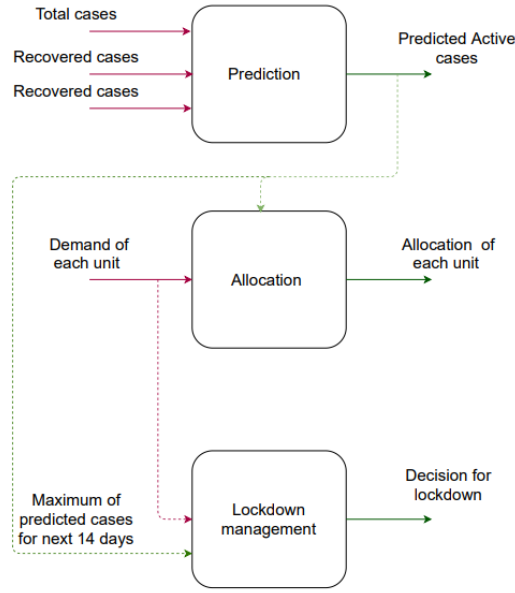 Total cases
Recovered cases
Recovered cases
Prediction
Predicted Active
cases
Demand of
each unit
Allocation
Allocation of
each unit
Maximum of
predicted cases
for next 14 days
Lockdown
management
Decision for
lockdown